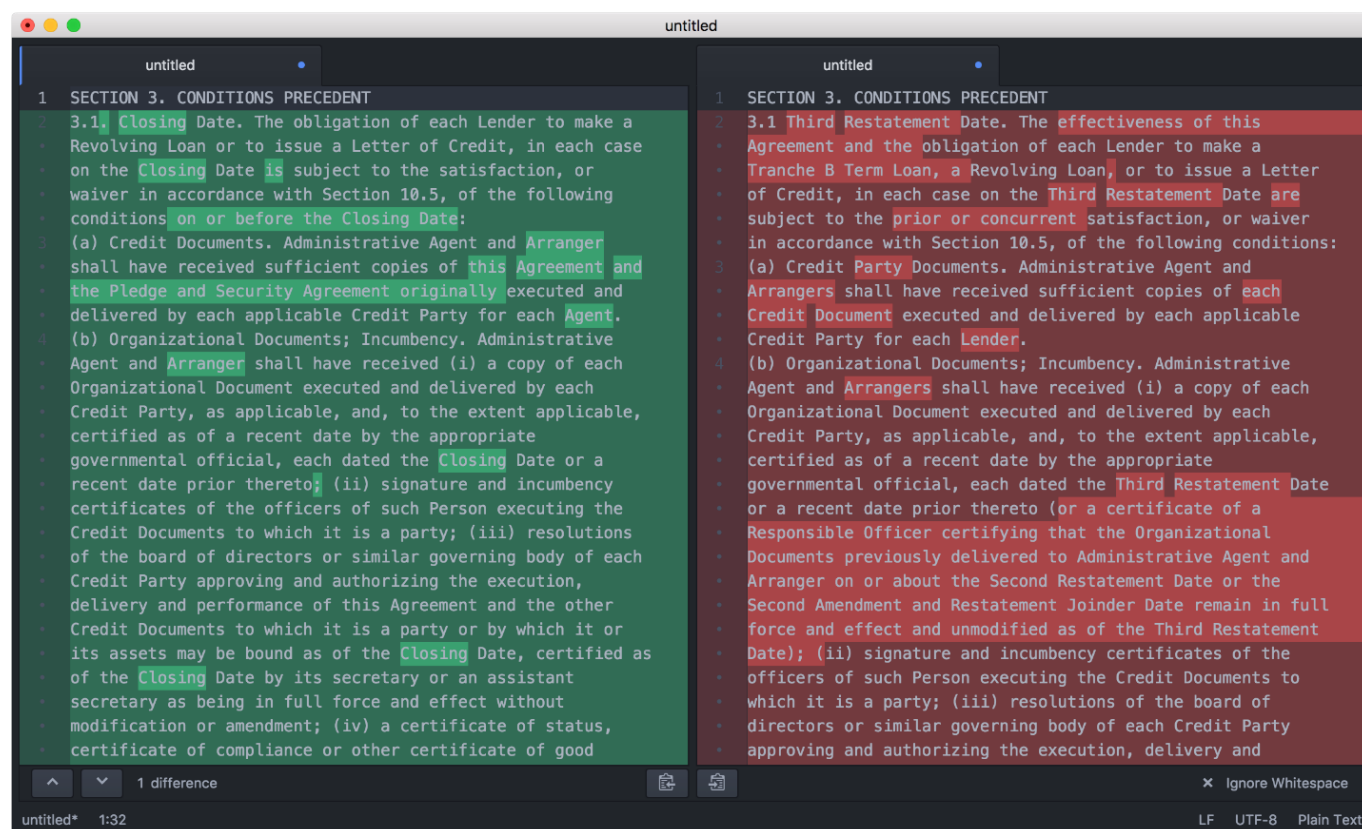 untitled
untitled
untitled
1 SECTION 3. CONDITIONS PRECEDENT
2 3.1. Closing Date. The obligation of each Lender to make a
Revolving Loan or to issue a Letter of Credit, in each case
on the Closing Date is subject to the satisfaction, or
waiver in accordance with Section 10.5, of the following
conditions on or before the Closing Date:
3 (a) Credit Documents. Administrative Agent and Arranger
shall have received sufficient copies of this Agreement and
the Pledge and Security Agreement originally executed and
delivered by each applicable Credit Party for each Agent.
4 (b) Organizational Documents; Incumbency. Administrative
Agent and Arranger shall have received (i) a copy of each
Organizational Document executed and delivered by each
Credit Party, as applicable, and, to the extent applicable,
certified as of a recent date by the appropriate
governmental official, each dated the Closing Date or a
recent date prior thereto; (ii) signature and incumbency
certificates of the officers of such Person executing the
Credit Documents to which it is a party; (iii) resolutions
of the board of directors or similar governing body of each
Credit Party approving and authorizing the execution,
delivery and performance of this Agreement and the other
Credit Documents to which it is a party or by which it or
its assets may be bound as of the Closing Date, certified as
of the Closing Date by its secretary or an assistant
secretary as being in full force and effect without
modification or amendment; (iv) a certificate of status,
certificate of compliance or other certificate of good
1 SECTION 3. CONDITIONS PRECEDENT
2 3.1 Third Restatement Date. The effectiveness of this
Agreement and the obligation of each Lender to make a
Tranche B Term Loan, a Revolving Loan, or to issue a Letter
of Credit, in each case on the Third Restatement Date are
subject to the prior or concurrent satisfaction, or waiver
in accordance with Section 10.5, of the following conditions:
3 (a) Credit Party Documents. Administrative Agent and
Arrangers shall have received sufficient copies of each
Credit Document executed and delivered by each applicable
Credit Party for each Lender.
4 (b) Organizational Documents; Incumbency. Administrative
Agent and Arrangers shall have received (i) a copy of each
Organizational Document executed and delivered by each
Credit Party, as applicable, and, to the extent applicable,
certified as of a recent date by the appropriate
governmental official, each dated the Third Restatement Date
or a recent date prior thereto (or a certificate of a
Responsible Officer certifying that the Organizational
Documents previously delivered to Administrative Agent and
Arranger on or about the Second Restatement Date or the
Second Amendment and Restatement Joinder Date remain in full
force and effect and unmodified as of the Third Restatement
Date); (ii) signature and incumbency certificates of the
officers of such Person executing the Credit Documents to
which it is a party; (iii) resolutions of the board of
directors or similar governing body of each Credit Party
approving and authorizing the execution, delivery and
1 difference
Ignore Whitespace
untitled* 1:32
LF UTF-8 Plain Text